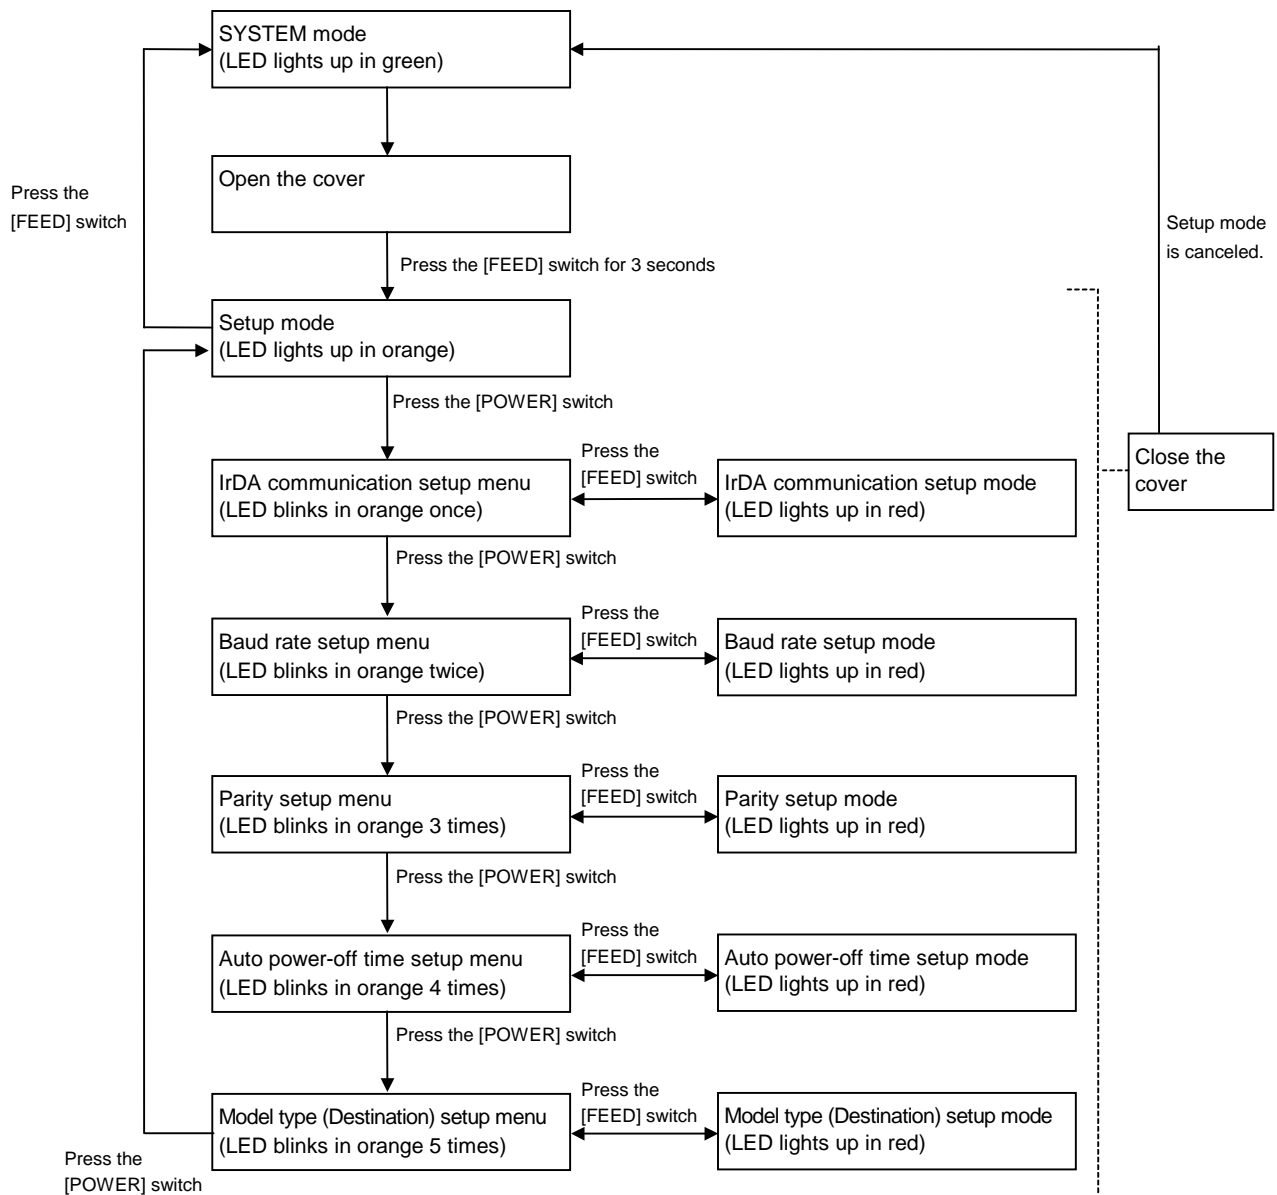 SYSTEM mode
(LED lights up in green)
Open the cover
Press the
[FEED] switch
Setup mode
is canceled.
Press the [FEED] switch for 3 seconds
Setup mode
(LED lights up in orange)
Press the [POWER] switch
Press the
[FEED] switch
IrDA communication setup menu
(LED blinks in orange once)
IrDA communication setup mode
(LED lights up in red)
Close the
cover
Press the [POWER] switch
Press the
[FEED] switch
Baud rate setup menu
(LED blinks in orange twice)
Baud rate setup mode
(LED lights up in red)
Press the [POWER] switch
Press the
[FEED] switch
Parity setup menu
(LED blinks in orange 3 times)
Parity setup mode
(LED lights up in red)
Press the [POWER] switch
Press the
[FEED] switch
Auto power-off time setup menu
(LED blinks in orange 4 times)
Auto power-off time setup mode
(LED lights up in red)
Press the [POWER] switch
Press the
[FEED] switch
Model type (Destination) setup menu
(LED blinks in orange 5 times)
Model type (Destination) setup mode
(LED lights up in red)
Press the
[POWER] switch